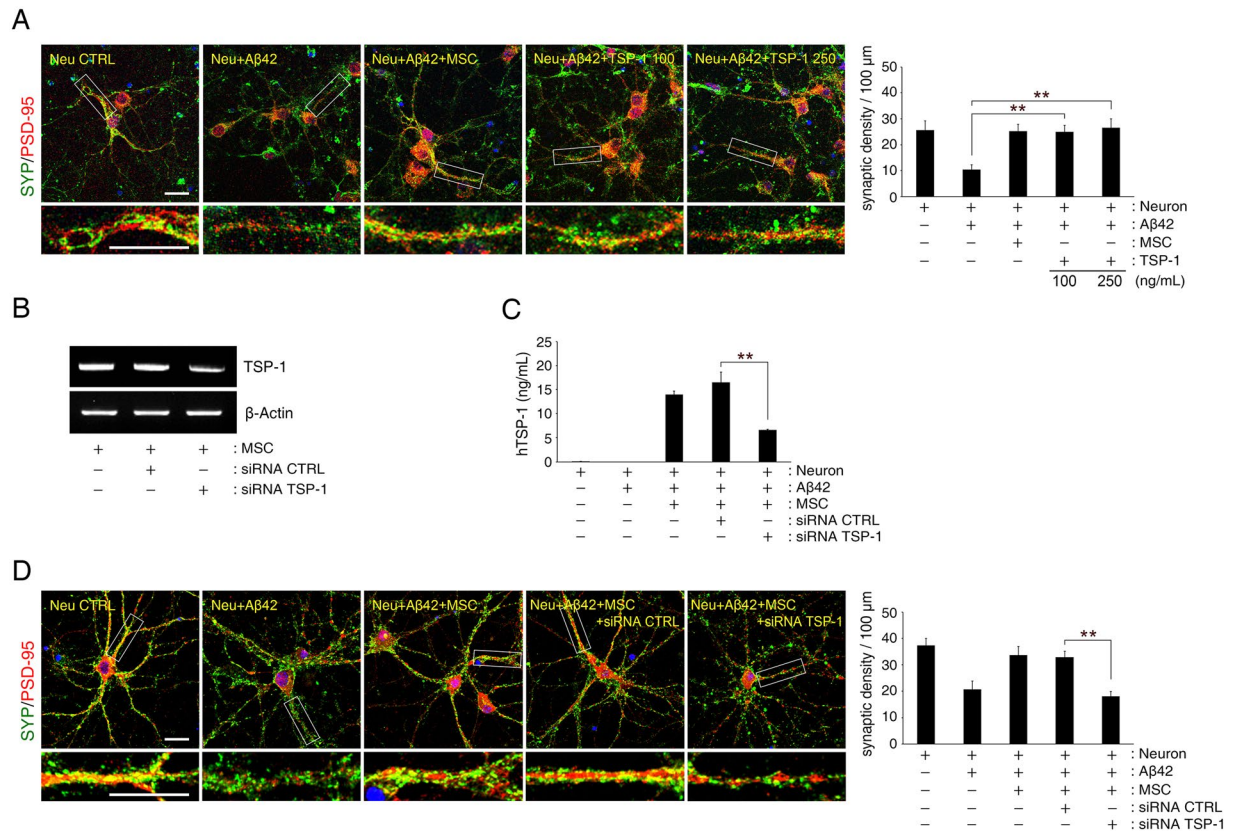 A
Neu CTRL
Neu+Aβ42
Neu+Aβ42+MSC
Neu+Aβ42+TSP-1 100
Neu+Aβ42+TSP-1 250
SYP/PSD-95
synaptic density / 100 μm
50
40
30
20
10
0
** 
**
+ + + + + : Neuron
– + + + + : Aβ42
– – + – – : MSC
– – – + + : TSP-1
100 250 (ng/mL)
B
TSP-1
β-Actin
+ + + : MSC
– + – : siRNA CTRL
– – + : siRNA TSP-1
C
hTSP-1 (ng/mL)
25
20
15
10
5
0
**
+ + + + + : Neuron
– + + + + : Aβ42
– – + + + : MSC
– – – + – : siRNA CTRL
– – – – + : siRNA TSP-1
D
Neu CTRL
Neu+Aβ42
Neu+Aβ42+MSC
Neu+Aβ42+MSC
+siRNA CTRL
Neu+Aβ42+MSC
+siRNA TSP-1
SYP/PSD-95
synaptic density / 100 μm
50
40
30
20
10
0
**
+ + + + + : Neuron
– + + + + : Aβ42
– – + + + : MSC
– – – + – : siRNA CTRL
– – – – + : siRNA TSP-1